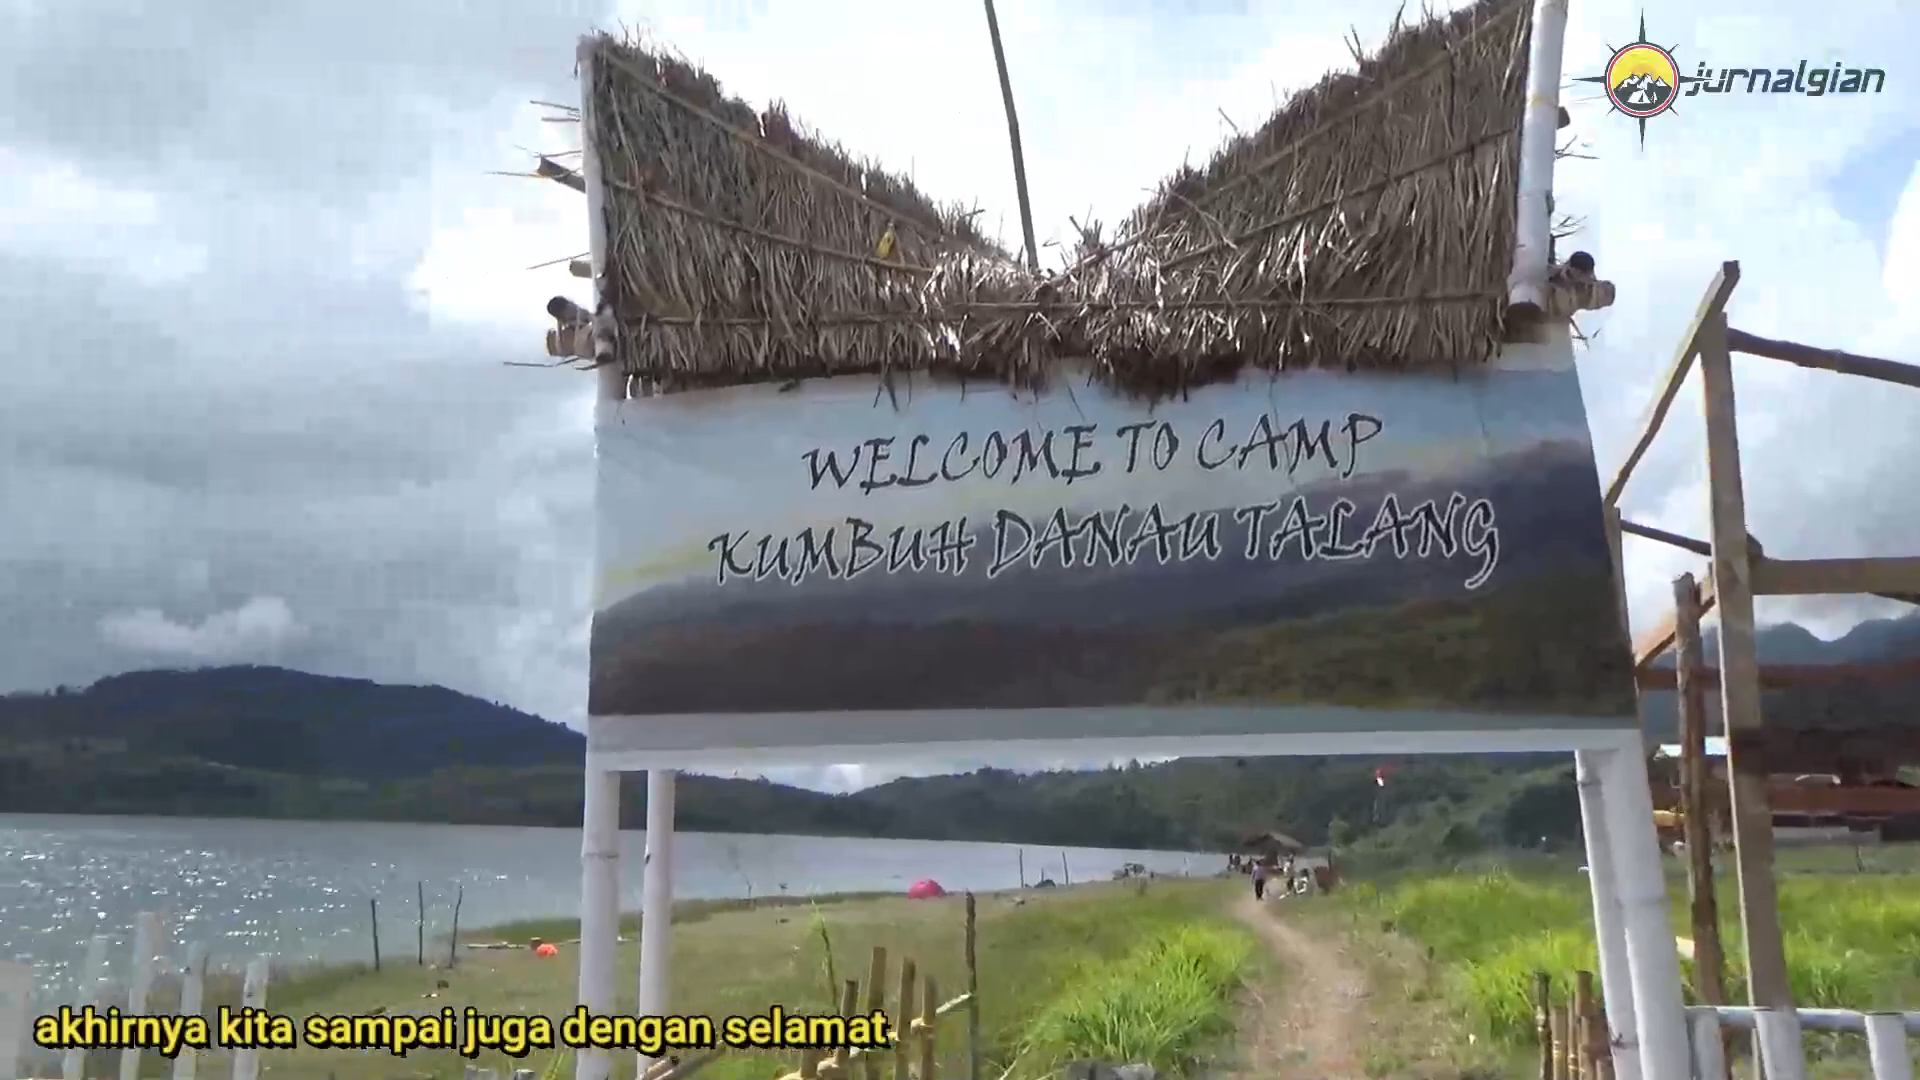 jurnalgian
WELCOME TO CAMP
KUMBUH DANAU TALANG
akhirnya kita sampai juga dengan selamat